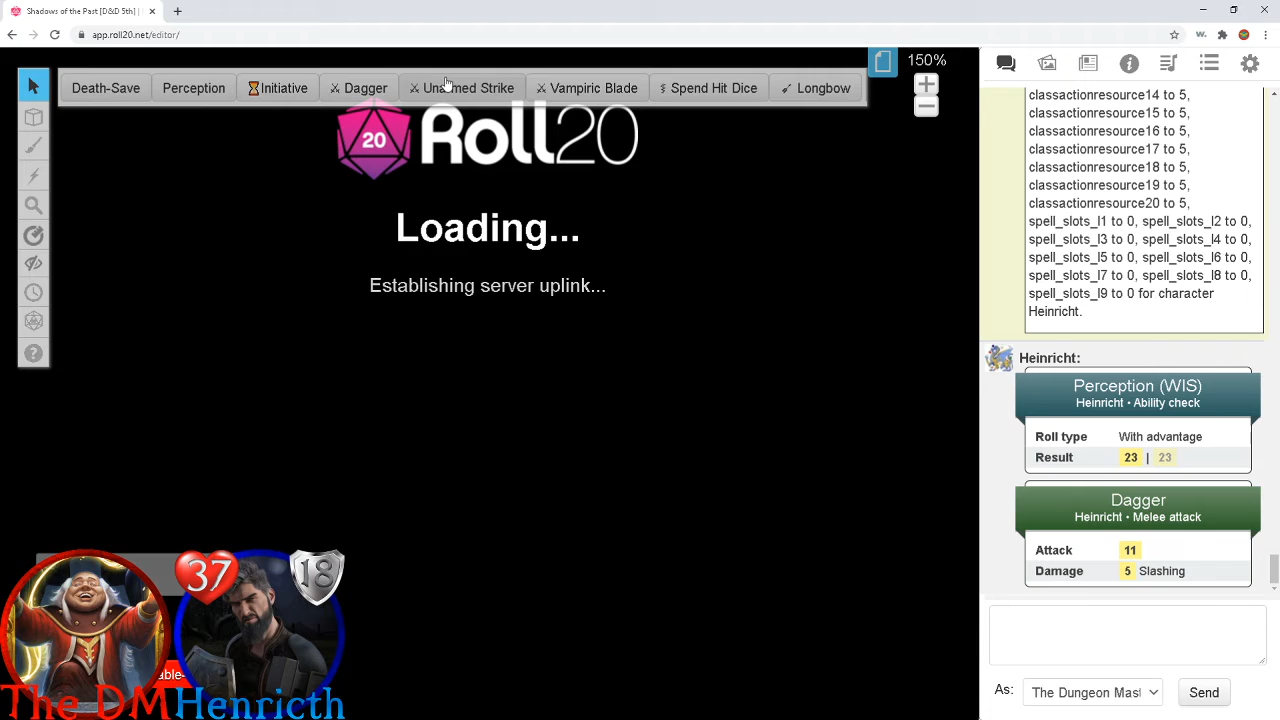 Shadows of the Past [D&D 5th] |
app.roll20.net/editor/
Death-Save
Perception
Initiative
Dagger
Unarmed Strike
Vampiric Blade
Spend Hit Dice
Longbow
150%
20
Roll20
Loading...
Establishing server uplink...
classactionresource14 to 5,
classactionresource15 to 5,
classactionresource16 to 5,
classactionresource17 to 5,
classactionresource18 to 5,
classactionresource19 to 5,
classactionresource20 to 5,
spell_slots_l1 to 0, spell_slots_l2 to 0,
spell_slots_l3 to 0, spell_slots_l4 to 0,
spell_slots_l5 to 0, spell_slots_l6 to 0,
spell_slots_l7 to 0, spell_slots_l8 to 0,
spell_slots_l9 to 0 for character
Heinricht.
Heinricht:
Perception (WIS)
Heinricht • Ability check
Roll type With advantage
Result 23 | 23
Dagger
Heinricht • Melee attack
Attack 11
Damage 5 Slashing
As: The Dungeon Mast
Send
37
18
able-
The DM
Henricth